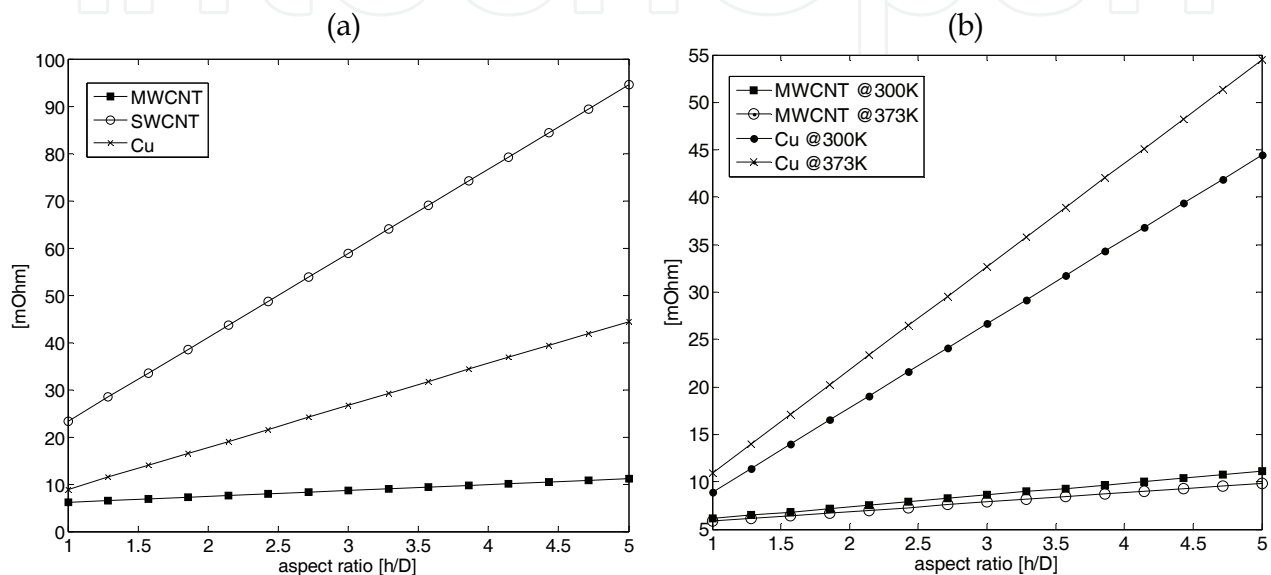 (a)
100
90
80
70
60
50
40
30
20
10
0
[mOhm]
MWCNT
SWCNT
Cu
1 1.5 2 2.5 3 3.5 4 4.5 5
aspect ratio [h/D]
(b)
55
50
45
40
35
30
25
20
15
10
5
[mOhm]
MWCNT @300K
MWCNT @373K
Cu @300K
Cu @373K
1 1.5 2 2.5 3 3.5 4 4.5 5
aspect ratio [h/D]